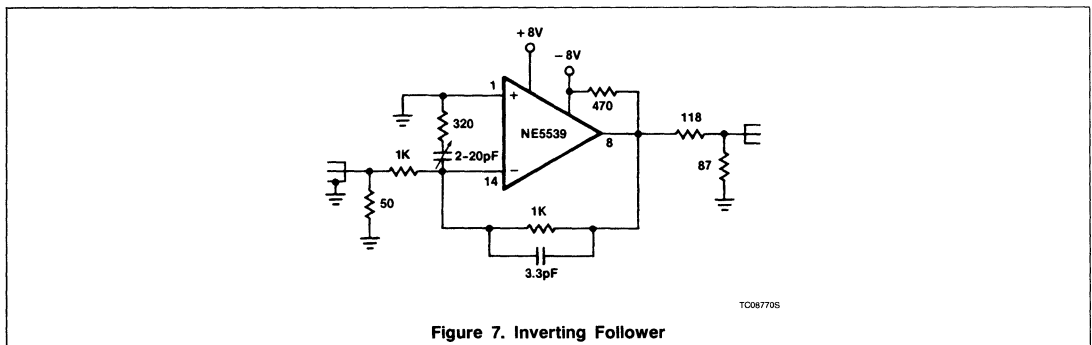 +8V
-8V
1
+
470
320
NE5539
118
8
2-20pF
1K
-
14
87
50
1K
3.3pF
TC08770S
Figure 7. Inverting Follower